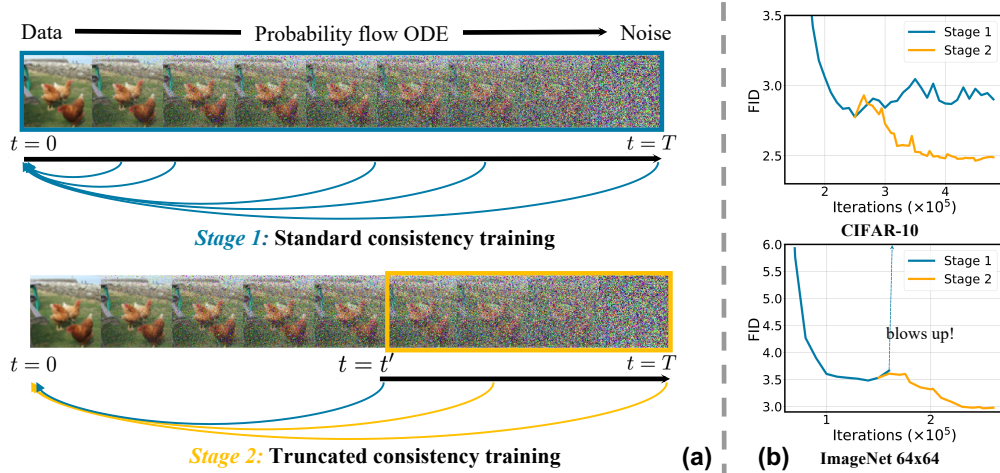 Data Probability flow ODE Noise
t = 0 t = T
Stage 1: Standard consistency training
t = 0 t = t′ t = T
Stage 2: Truncated consistency training
(a)
3.5
3.0
2.5
FID
Stage 1
Stage 2
2 3 4
Iterations (×10⁵)
CIFAR-10
6.0
5.5
5.0
4.5
4.0
3.5
3.0
FID
Stage 1
Stage 2
blows up!
1 2
Iterations (×10⁵)
ImageNet 64x64
(b)